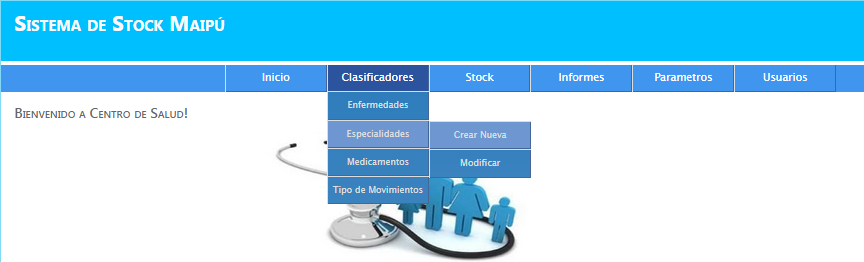 Sistema de Stock Maipú
Inicio Clasificadores Stock Informes Parametros Usuarios
Enfermedades
Bienvenido a Centro de Salud!
Especialidades Crear Nueva
Medicamentos Modificar
Tipo de Movimientos